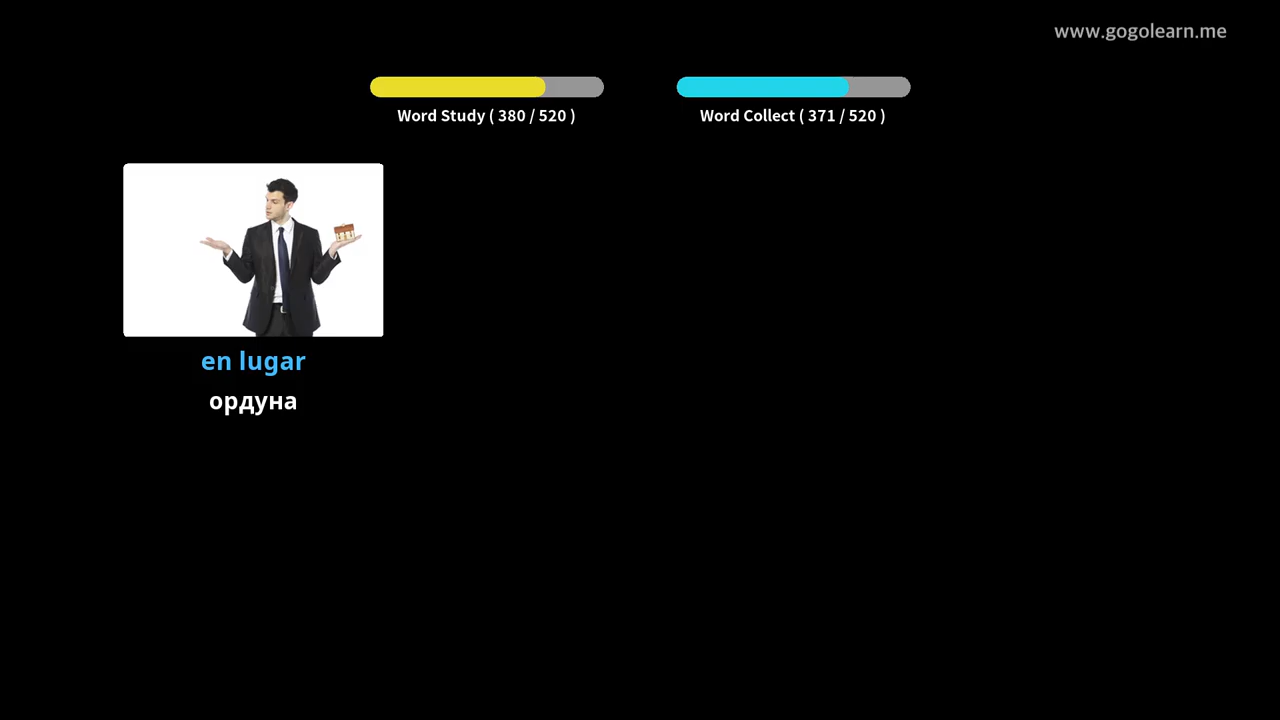 www.gogolearn.me
Word Study ( 380 / 520 )
Word Collect ( 371 / 520 )
en lugar
ордуна